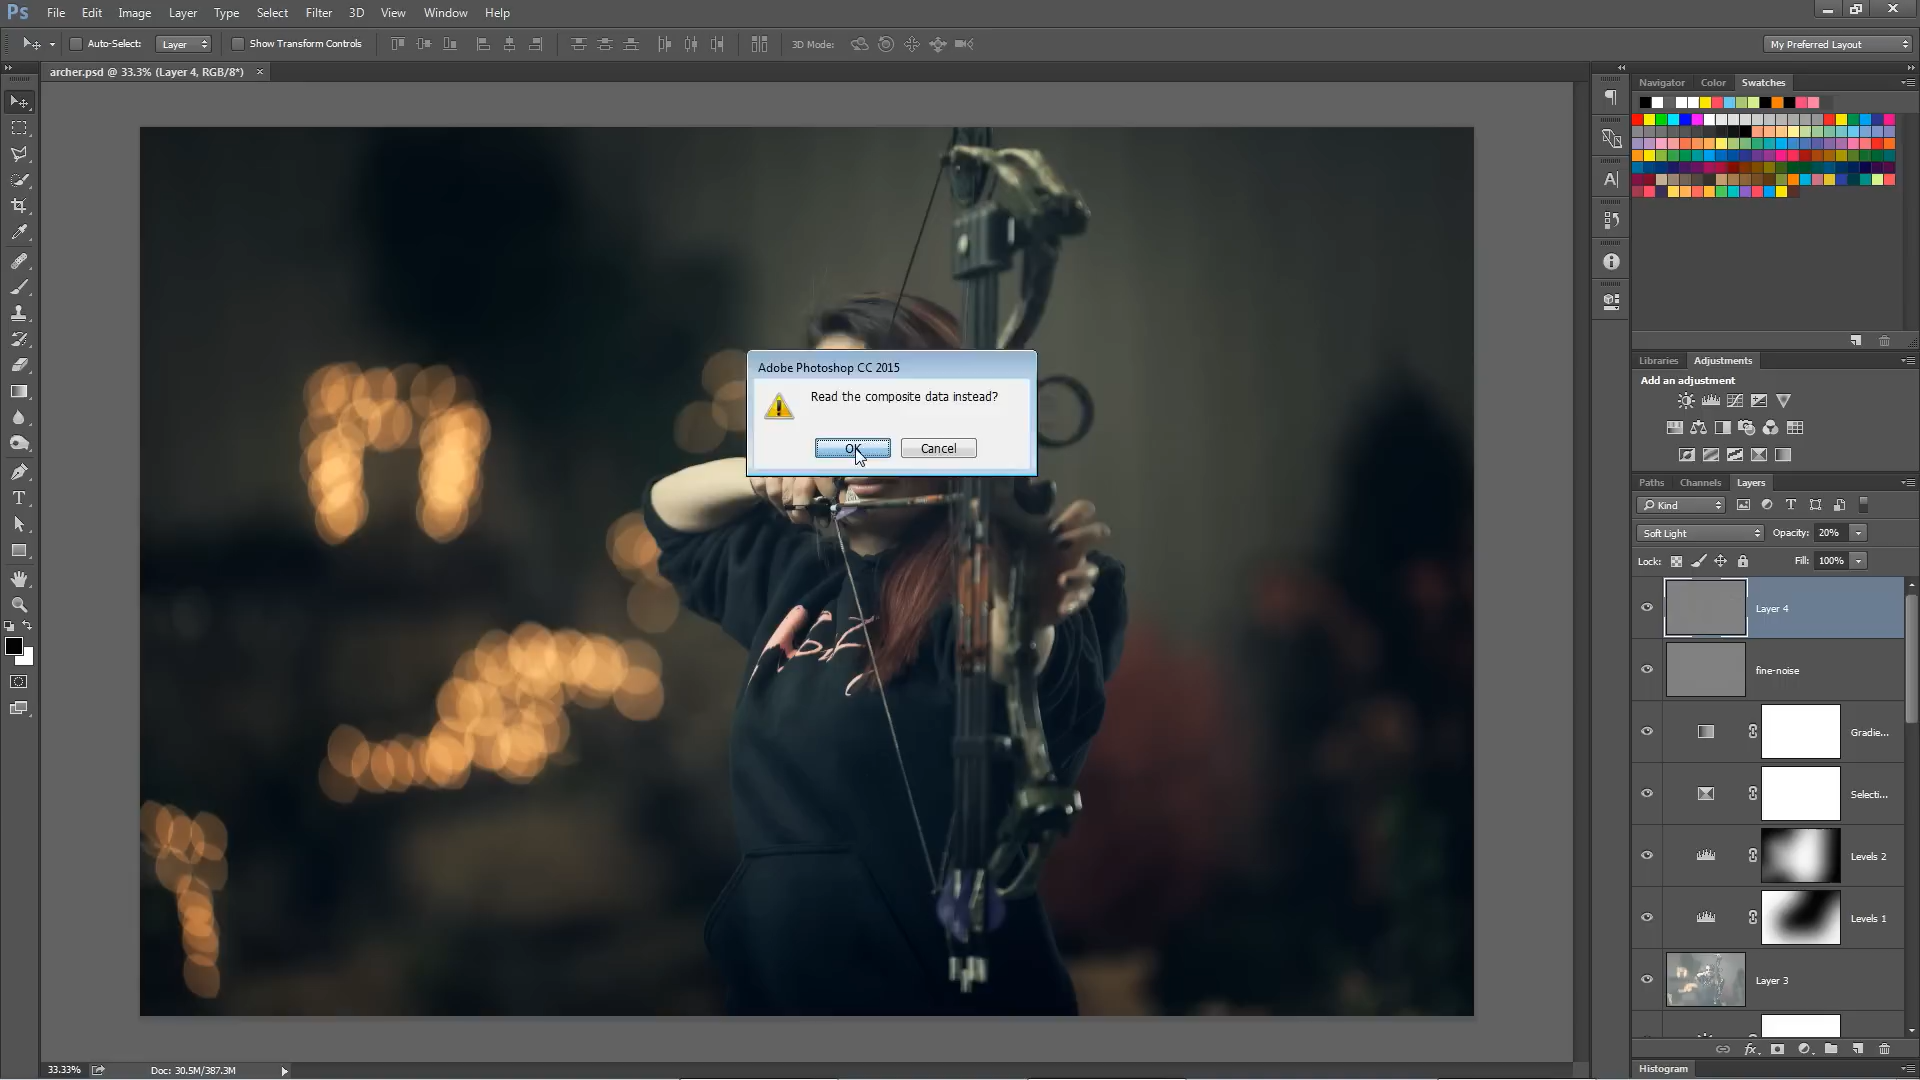 Ps File Edit Image Layer Type Select Filter 3D View Window Help
Auto-Select: Layer Show Transform Controls 3D Mode: My Preferred Layout
archer.psd @ 33.3% (Layer 4, RGB/8*) ×
Navigator Color Swatches
Libraries Adjustments
Add an adjustment
Adobe Photoshop CC 2015
Read the composite data instead?
OK Cancel
Paths Channels Layers
Kind
Soft Light Opacity: 20%
Lock: Fill: 100%
Layer 4
fine-noise
Gradie...
Selecti...
Levels 2
Levels 1
Layer 3
33.33% Doc: 30.5M/387.3M
Histogram